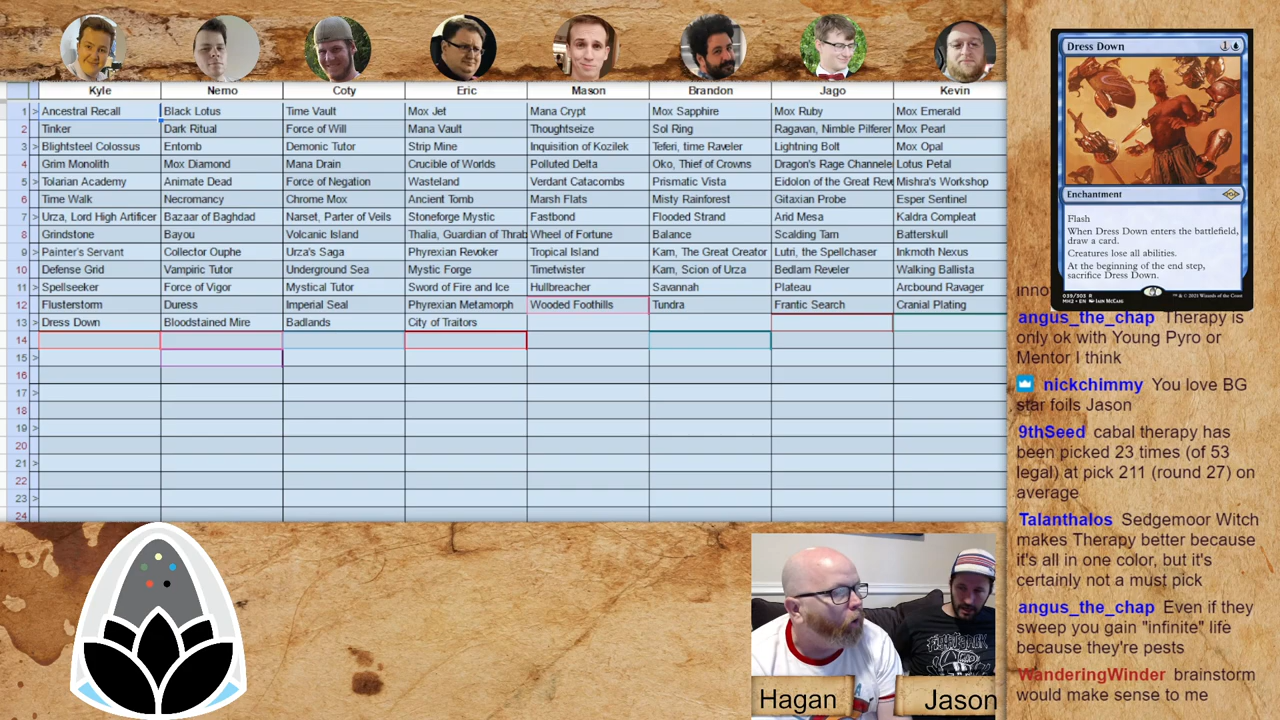 Kyle Nemo Coty Eric Mason Brandon Jago Kevin
1 > Ancestral Recall Black Lotus Time Vault Mox Jet Mana Crypt Mox Sapphire Mox Ruby Mox Emerald
2 Tinker Dark Ritual Force of Will Mana Vault Thoughtseize Sol Ring Ragavan, Nimble Pilferer Mox Pearl
3 > Blightsteel Colossus Entomb Demonic Tutor Strip Mine Inquisition of Kozilek Teferi, time Raveler Lightning Bolt Mox Opal
4 Grim Monolith Mox Diamond Mana Drain Crucible of Worlds Polluted Delta Oko, Thief of Crowns Dragon's Rage Channele Lotus Petal
5 > Tolarian Academy Animate Dead Force of Negation Wasteland Verdant Catacombs Prismatic Vista Eidolon of the Great Reve Mishra's Workshop
6 Time Walk Necromancy Chrome Mox Ancient Tomb Marsh Flats Misty Rainforest Gitaxian Probe Esper Sentinel
7 > Urza, Lord High Artificer Bazaar of Baghdad Narset, Parter of Veils Stoneforge Mystic Fastbond Flooded Strand Arid Mesa Kaldra Compleat
8 Grindstone Bayou Volcanic Island Thalia, Guardian of Thrab Wheel of Fortune Balance Scalding Tarn Batterskull
9 > Painter's Servant Collector Ouphe Urza's Saga Phyrexian Revoker Tropical Island Karn, The Great Creator Lutri, the Spellchaser Inkmoth Nexus
10 Defense Grid Vampiric Tutor Underground Sea Mystic Forge Timetwister Karn, Scion of Urza Bedlam Reveler Walking Ballista
11 > Spellseeker Force of Vigor Mystical Tutor Sword of Fire and Ice Hullbreacher Savannah Plateau Arcbound Ravager
12 Flusterstorm Duress Imperial Seal Phyrexian Metamorph Wooded Foothills Tundra Frantic Search Cranial Plating
13 > Dress Down Bloodstained Mire Badlands City of Traitors
14
15 >
16
17 >
18
19 >
20
21 >
22
23 >
24
Dress Down 1
Enchantment
Flash
When Dress Down enters the battlefield,
draw a card.
Creatures lose all abilities.
At the beginning of the end step,
sacrifice Dress Down.
039/303 R
innov
angus_the_chap Therapy is
only ok with Young Pyro or
Mentor I think
nickchimmy You love BG
star foils Jason
9thSeed cabal therapy has
been picked 23 times (of 53
legal) at pick 211 (round 27) on
average
Talanthalos Sedgemoor Witch
makes Therapy better because
it's all in one color, but it's
certainly not a must pick
angus_the_chap Even if they
sweep you gain "infinite" life
because they're pests
WanderingWinder brainstorm
would make sense to me
Hagan
Jason